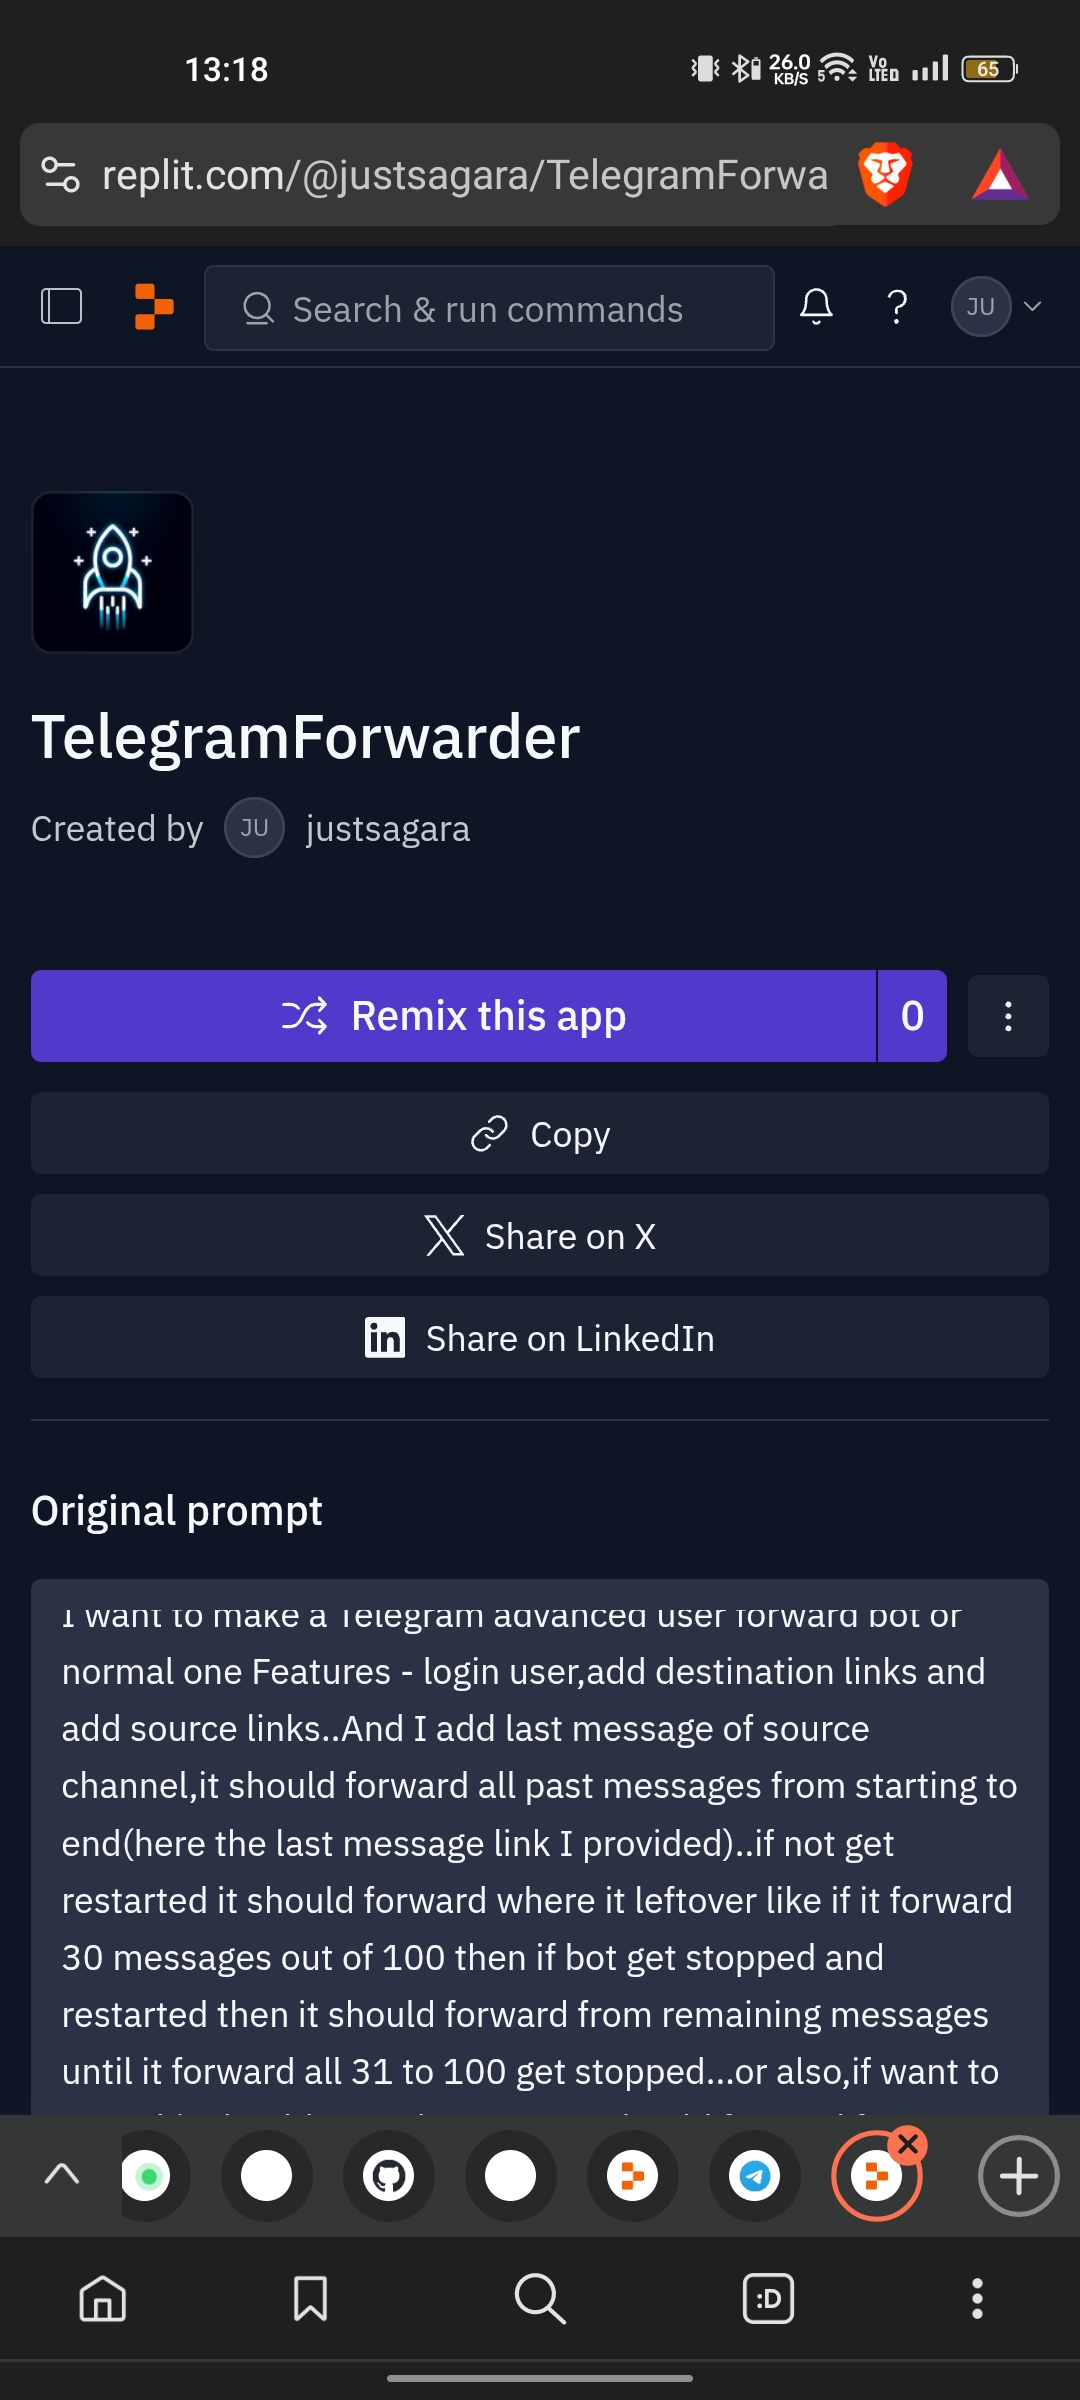 13:18
26.0
KB/S
5
Vo
LTED
65
replit.com/@justsagara/TelegramForwa
Search & run commands
JU
TelegramForwarder
Created by JU justsagara
Remix this app 0
Copy
Share on X
in Share on LinkedIn
Original prompt
I want to make a Telegram advanced user forward bot or
normal one Features - login user,add destination links and
add source links..And I add last message of source
channel,it should forward all past messages from starting to
end(here the last message link I provided)..if not get
restarted it should forward where it leftover like if it forward
30 messages out of 100 then if bot get stopped and
restarted then it should forward from remaining messages
until it forward all 31 to 100 get stopped...or also,if want to
:D